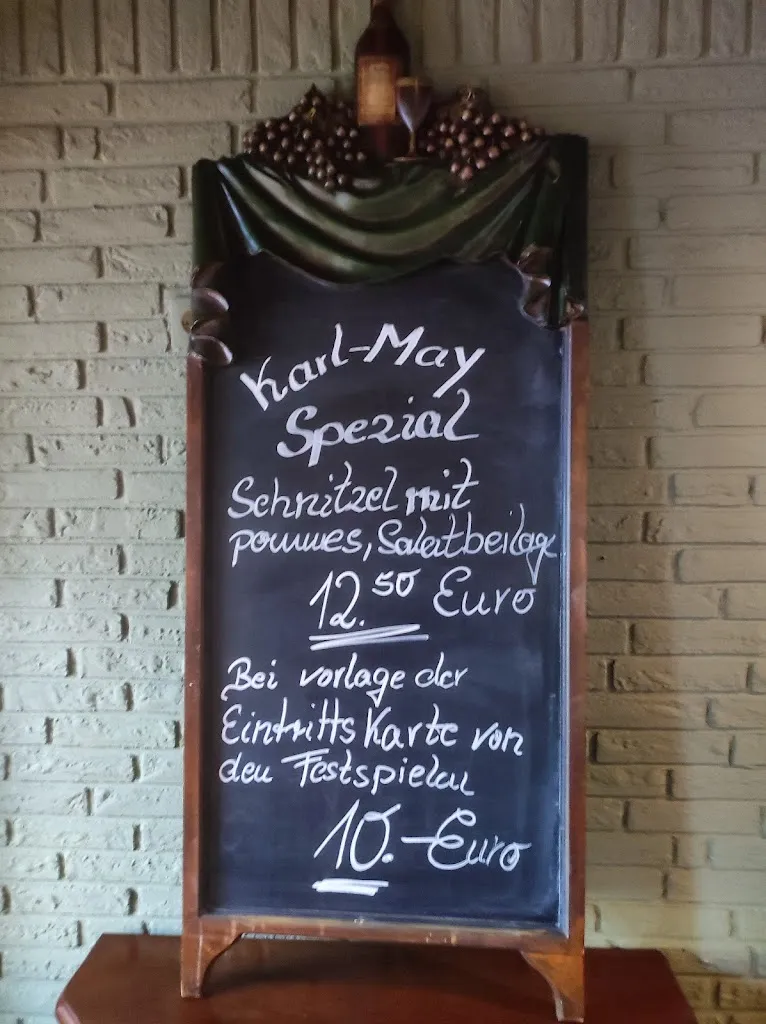 Karl-May
Spezial
Schnitzel mit
pommes, Salatbeilage
12.50 Euro
Bei vorlage der
Eintritts Karte von
den Festspielen
10.-Euro